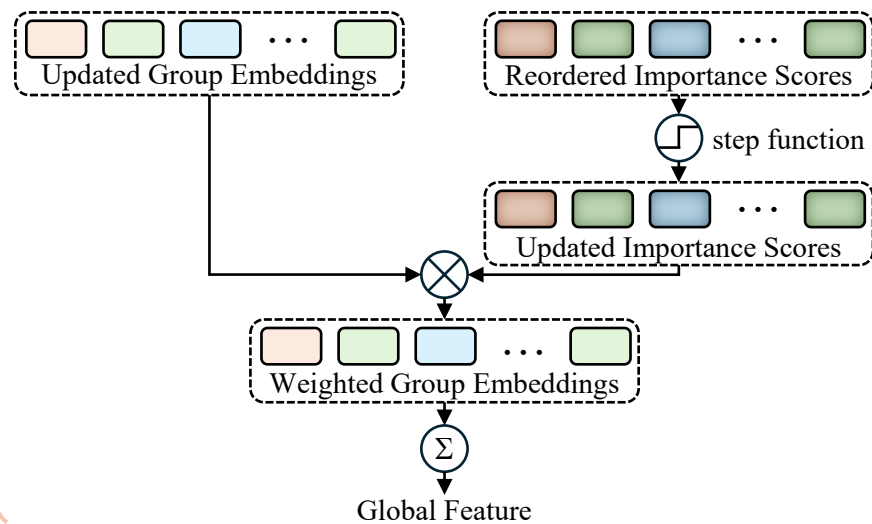 Updated Group Embeddings
Reordered Importance Scores
step function
Updated Importance Scores
Weighted Group Embeddings
Σ
Global Feature